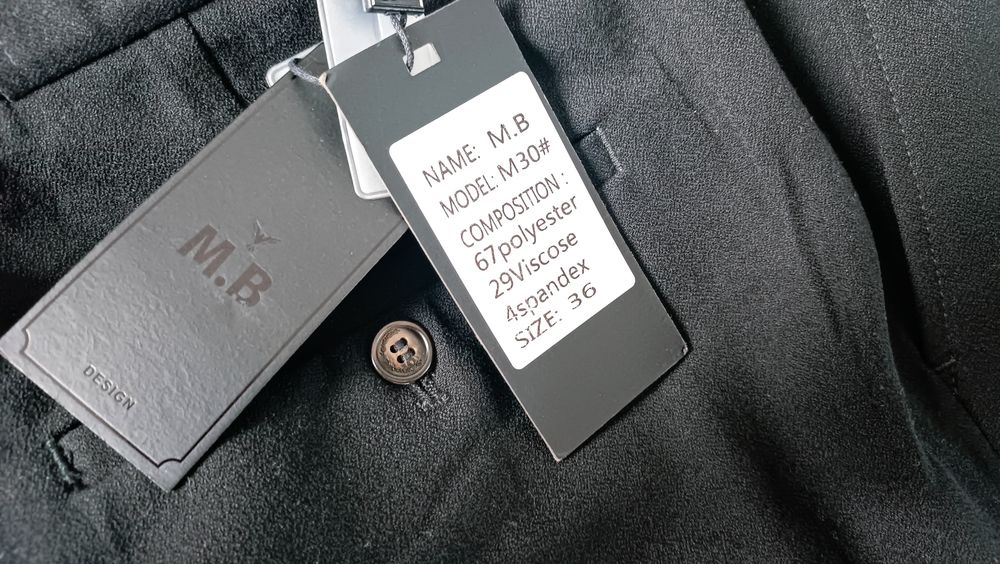 M.B
DESIGN
NAME: M.B
MODEL: M30#
COMPOSITION :
67polyester
29Viscose
4spandex
SIZE: 36